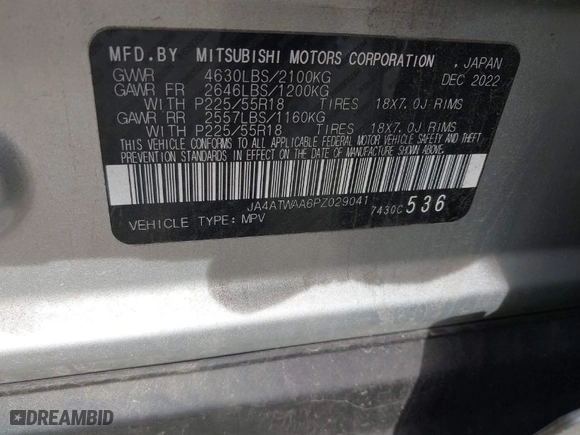 MFD.BY MITSUBISHI MOTORS CORPORATION . JAPAN
GVWR 4630LBS/2100KG DEC 2022
GAWR FR 2646LBS/1200KG
WITH P225/55R18 TIRES 18X7.0J RIMS
GAWR RR 2557LBS/1160KG
WITH P225/55R18 TIRES 18X7.0J RIMS
THIS VEHICLE CONFORMS TO ALL APPLICABLE FEDERAL MOTOR VEHICLE SAFETY AND THEFT PREVENTION STANDARDS IN EFFECT ON THE DATE OF MANUFACTURE SHOWN ABOVE.
JA4ATWAA6PZ029041
7430C 536
VEHICLE TYPE: MPV
DREAMBID